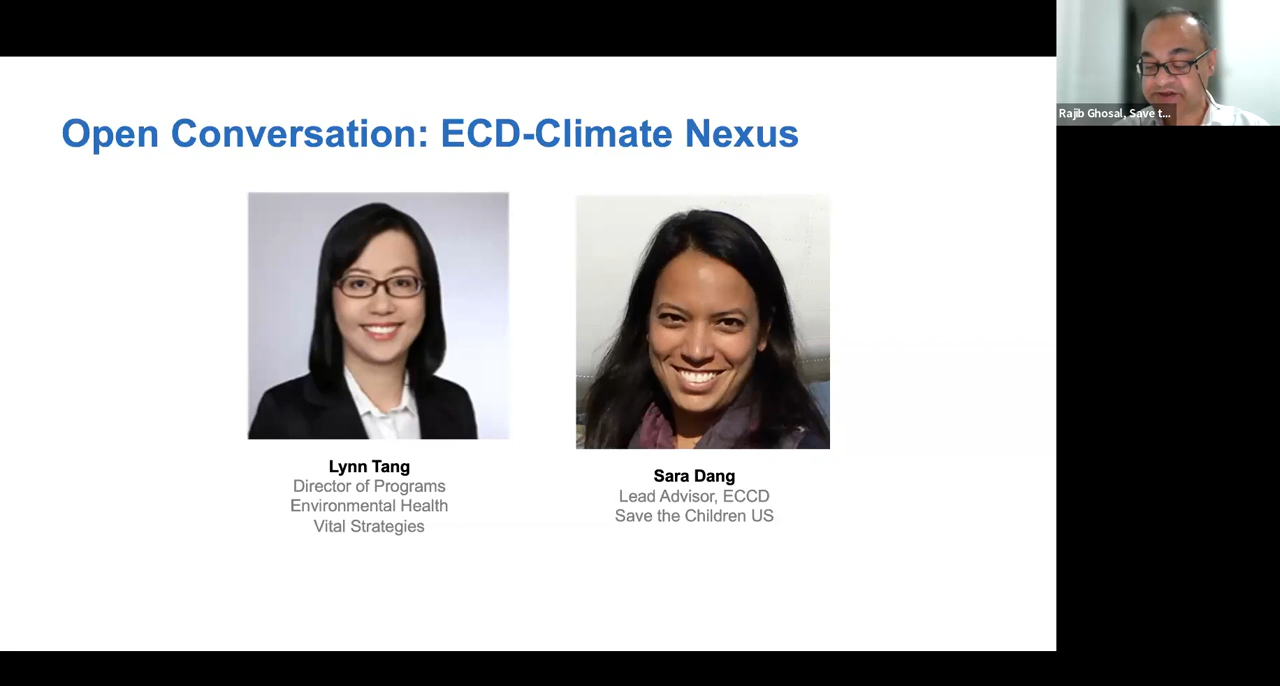 Open Conversation: ECD-Climate Nexus
Rajib Ghosal, Save t...
Lynn Tang
Director of Programs
Environmental Health
Vital Strategies
Sara Dang
Lead Advisor, ECCD
Save the Children US